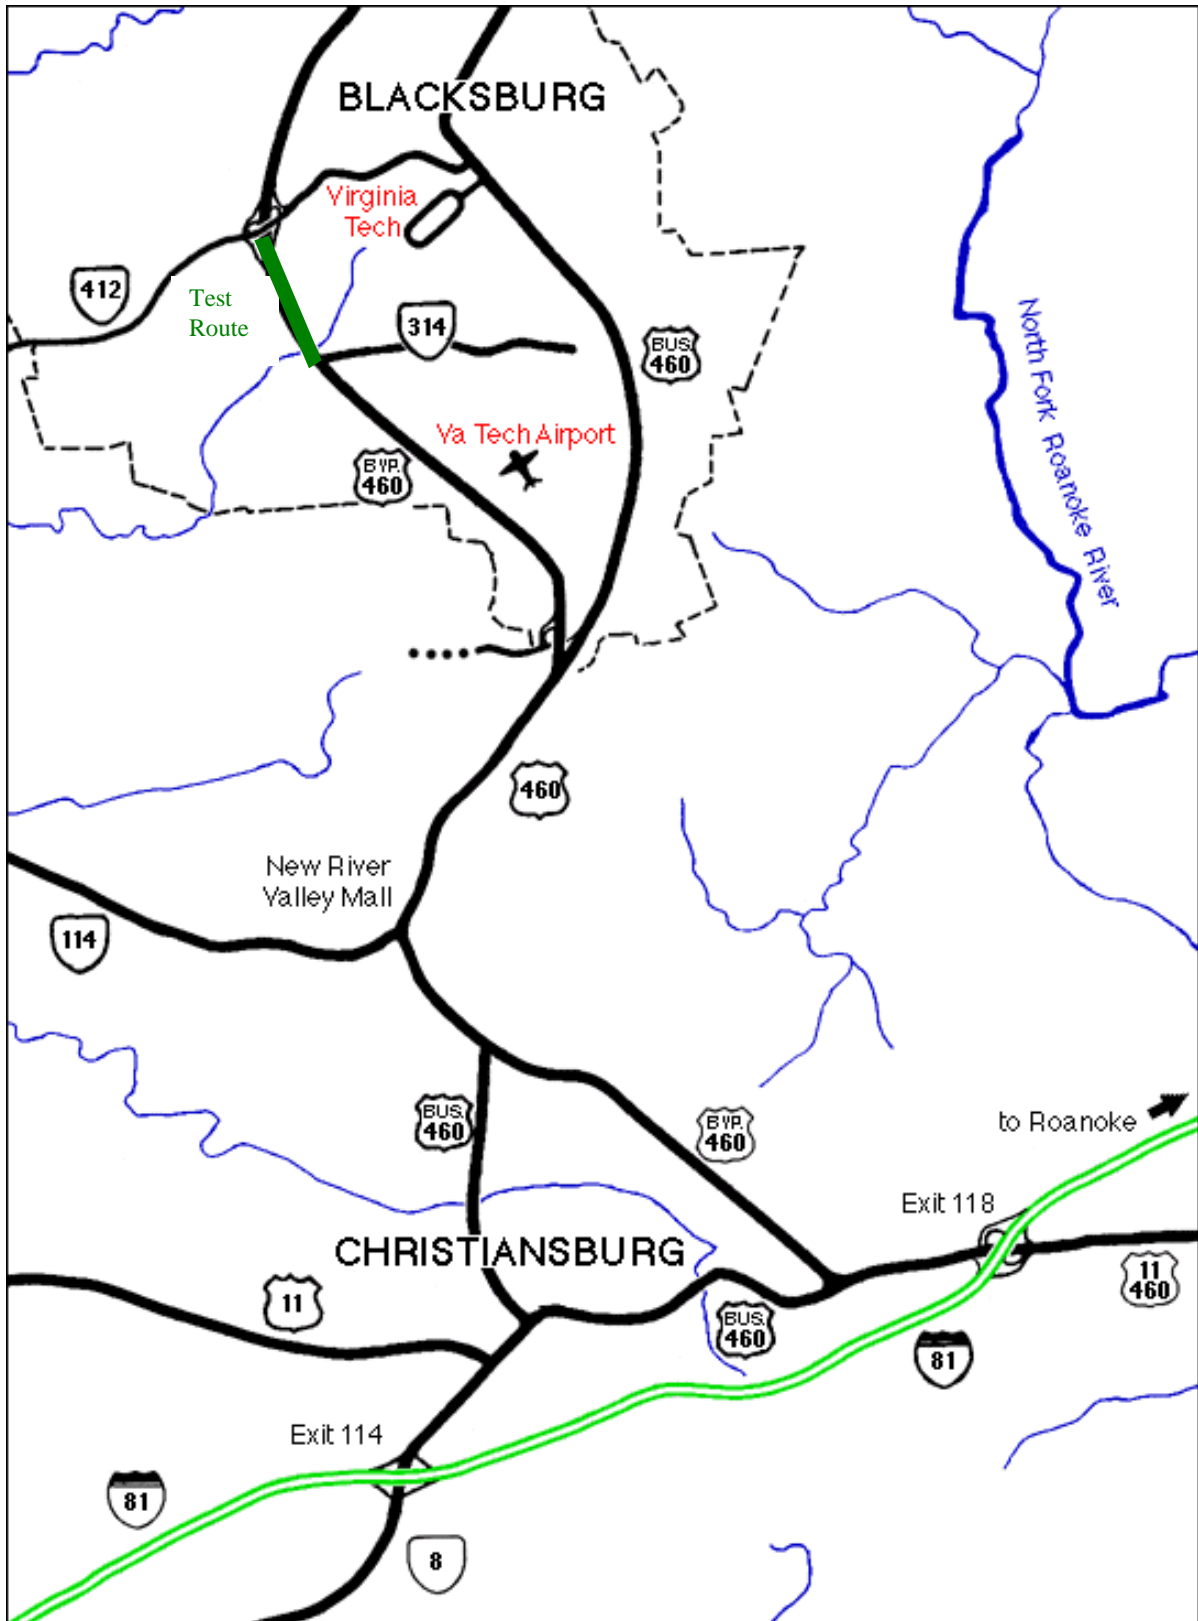 BLACKSBURG
Virginia
Tech
412
Test
Route
314
BUS.
460
North Fork Roanoke River
Va Tech Airport
BYP.
460
460
New River
Valley Mall
114
BUS.
460
BYP.
460
to Roanoke
Exit 118
CHRISTIANSBURG
11
460
11
BUS.
460
81
Exit 114
81
8